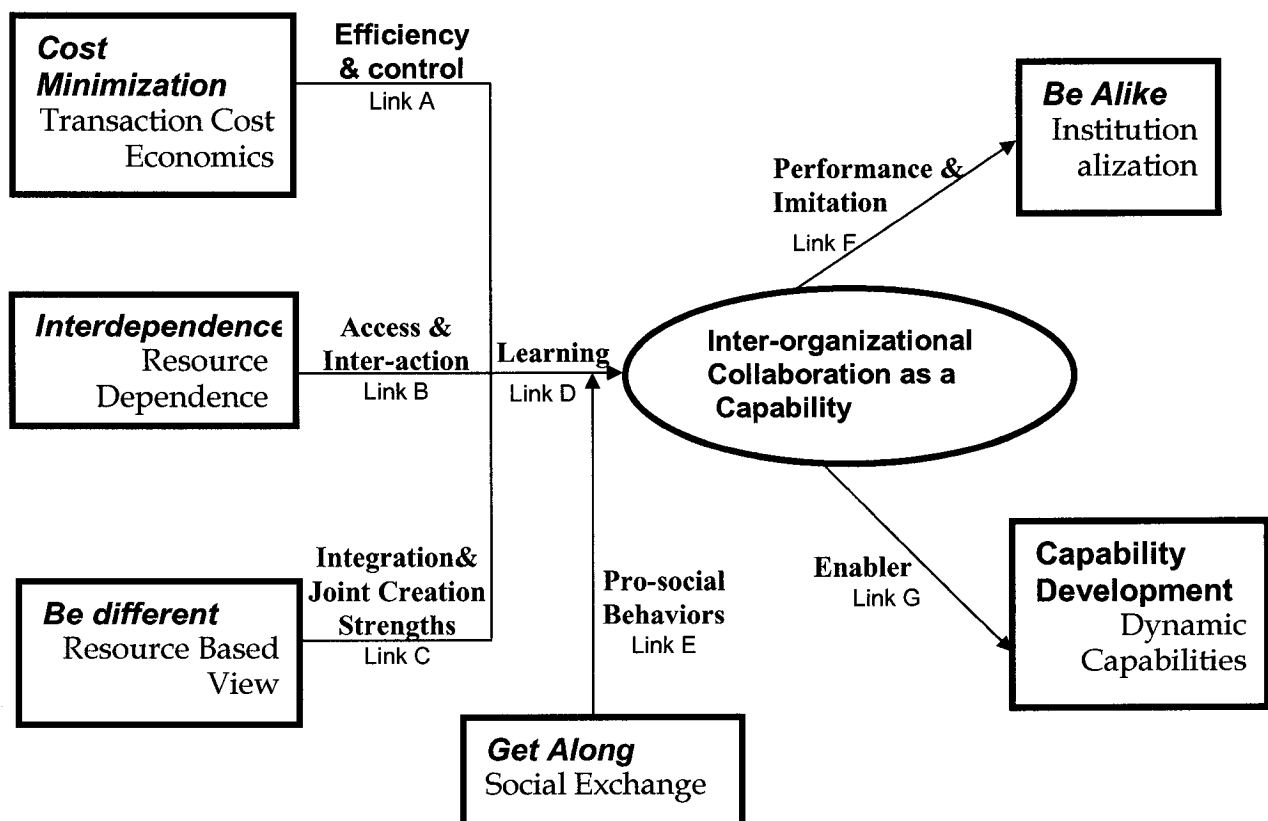 Cost
Minimization
Transaction Cost
Economics
Efficiency
& control
Link A
Be Alike
Institution
alization
Performance &
Imitation
Link F
Interdependence
Resource
Dependence
Access &
Inter-action
Link B
Learning
Link D
Inter-organizational
Collaboration as a
Capability
Be different
Resource Based
View
Integration&
Joint Creation
Strengths
Link C
Pro-social
Behaviors
Link E
Get Along
Social Exchange
Enabler
Link G
Capability
Development
Dynamic
Capabilities